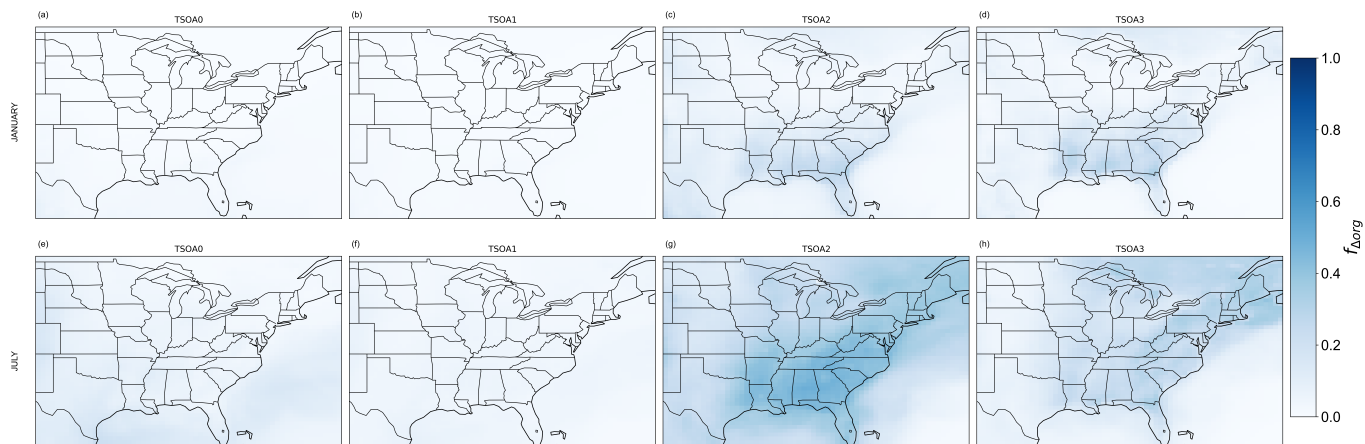 (a) TSOA0
(b) TSOA1
(c) TSOA2
(d) TSOA3
JANUARY
(e) TSOA0
(f) TSOA1
(g) TSOA2
(h) TSOA3
JULY
1.0
0.8
0.6
0.4
0.2
0.0
fΔorg